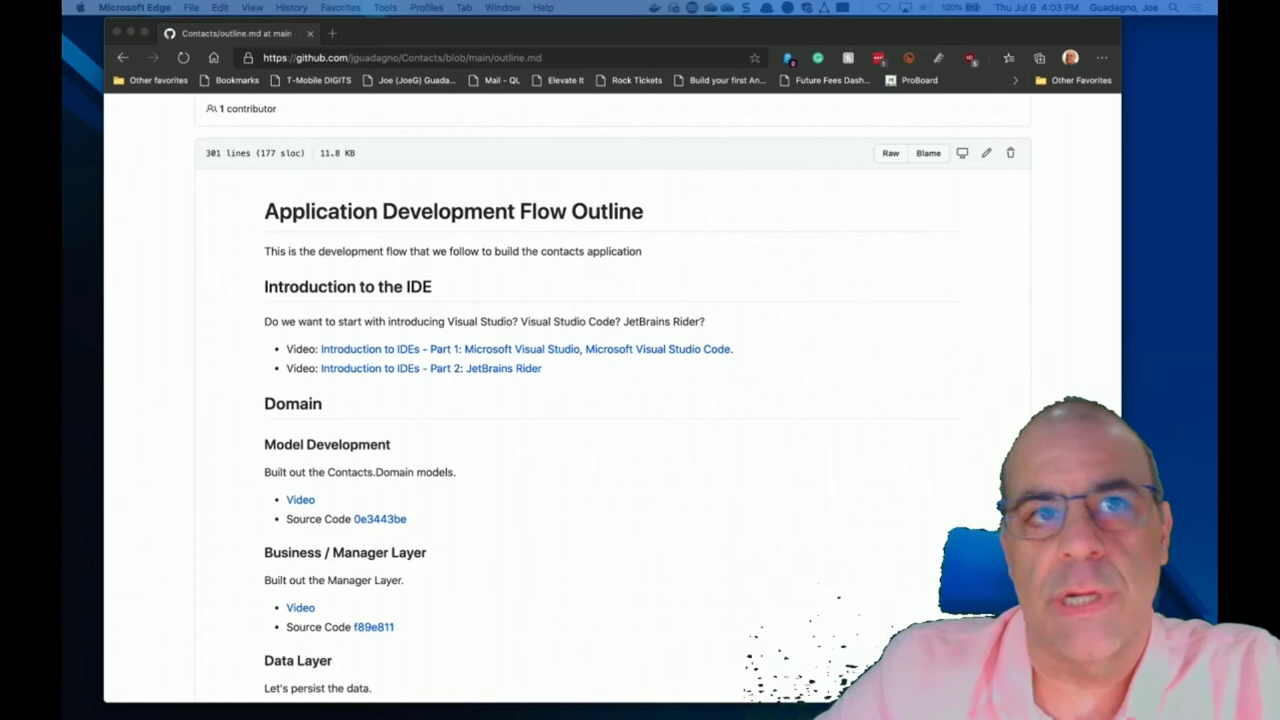 Microsoft Edge File Edit View History Favorites Tools Profiles Tab Window Help 100% Thu Jul 9 4:03 PM Guadagno, Joe
Contacts/outline.md at main
https://github.com/jguadagno/Contacts/blob/main/outline.md
Other favorites Bookmarks T-Mobile DIGITS Joe (JoeG) Guada... Mail - QL Elevate It Rock Tickets Build your first An... Future Fees Dash... ProBoard Other Favorites
1 contributor
301 lines (177 sloc) 11.8 KB Raw Blame
Application Development Flow Outline
This is the development flow that we follow to build the contacts application
Introduction to the IDE
Do we want to start with introducing Visual Studio? Visual Studio Code? JetBrains Rider?
• Video: Introduction to IDEs - Part 1: Microsoft Visual Studio, Microsoft Visual Studio Code.
• Video: Introduction to IDEs - Part 2: JetBrains Rider
Domain
Model Development
Built out the Contacts.Domain models.
• Video
• Source Code 0e3443be
Business / Manager Layer
Built out the Manager Layer.
• Video
• Source Code f89e811
Data Layer
Let's persist the data.